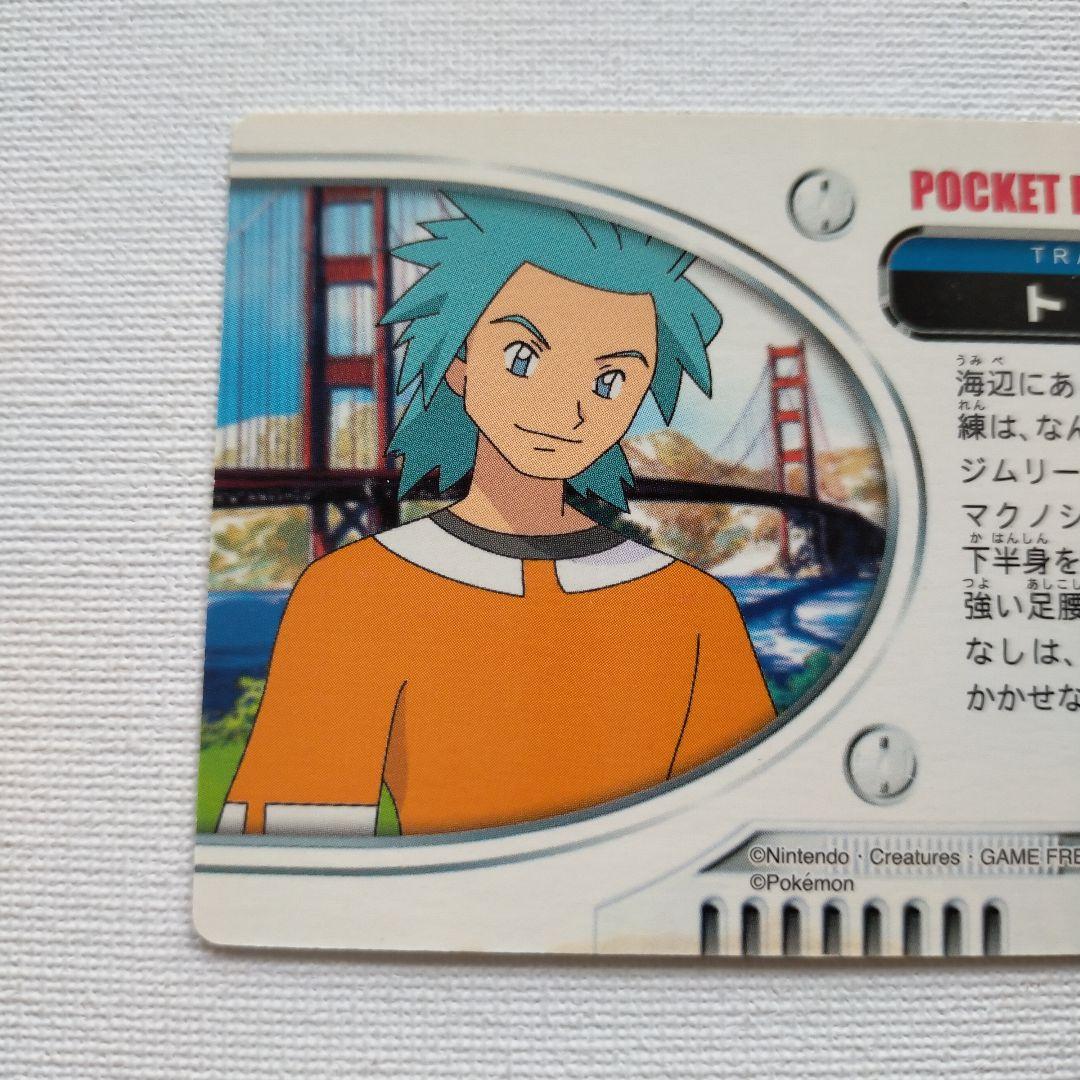 POCKET
TRA
ト
うみべ
海辺にあ
れん
練は、なん
ジムリー
マクノシ
かはんしん
下半身を
つよ あしこし
強い足腰
なしは、
かかせな
©Nintendo · Creatures · GAME FRE
©Pokémon